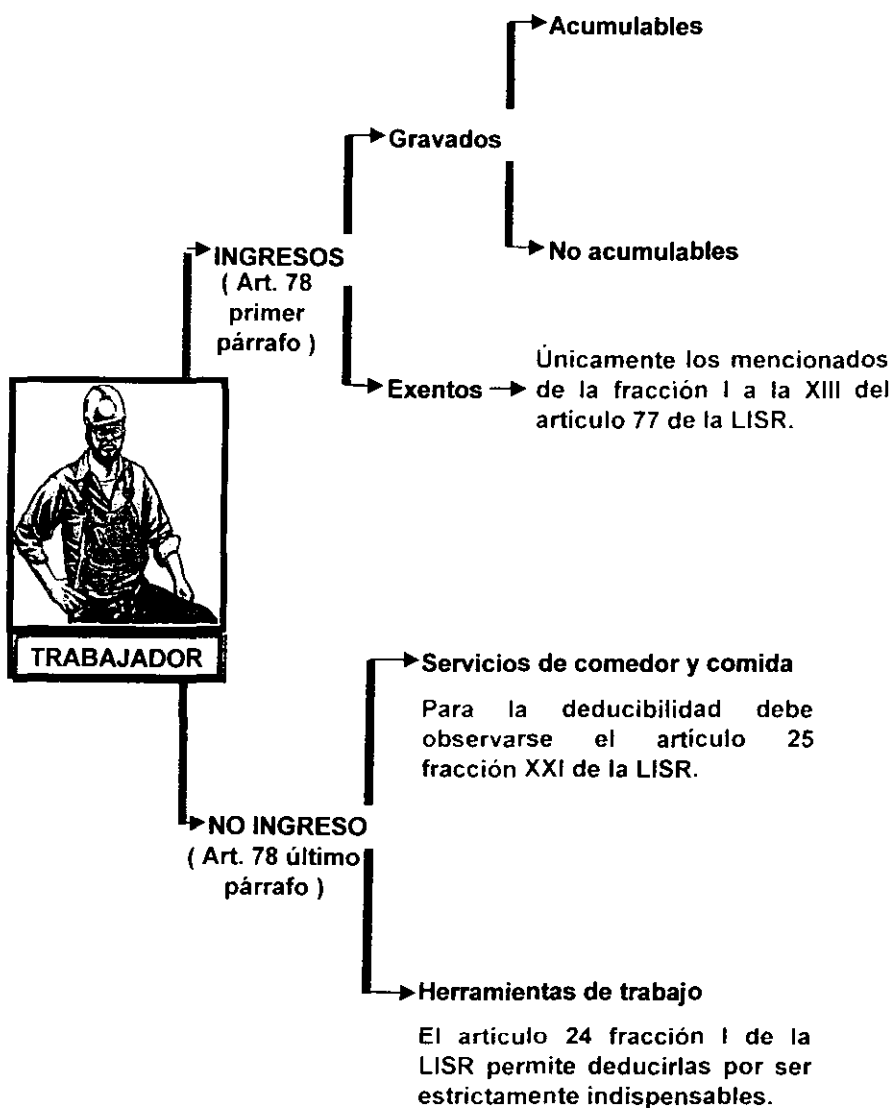 Acumulables
Gravados
No acumulables
INGRESOS
( Art. 78
primer
párrafo )
Únicamente los mencionados
Exentos de la fracción I a la XIII del
artículo 77 de la LISR.
TRABAJADOR
Servicios de comedor y comida
Para la deducibilidad debe
observarse el artículo 25
fracción XXI de la LISR.
NO INGRESO
( Art. 78 último
párrafo )
Herramientas de trabajo
El artículo 24 fracción I de la
LISR permite deducirlas por ser
estrictamente indispensables.